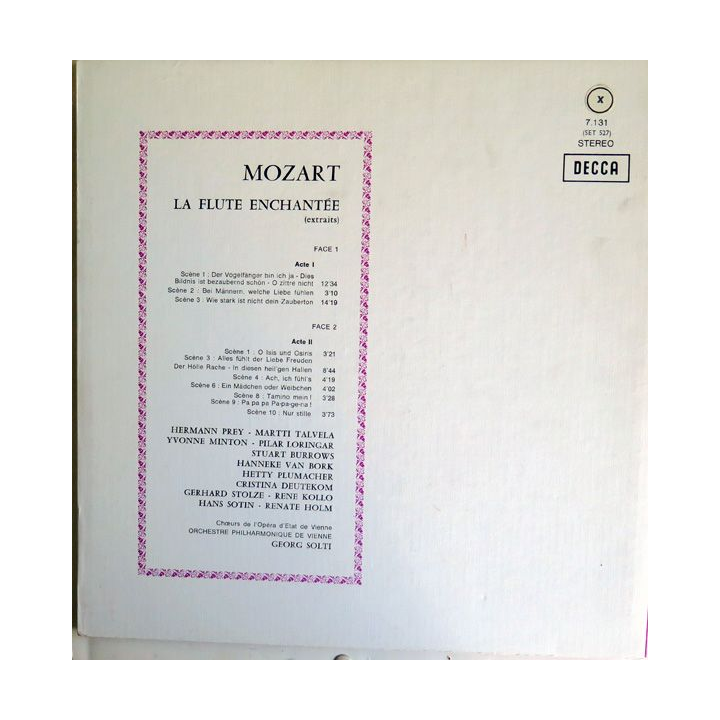 X
7.131
(SET 527)
STEREO
DECCA
MOZART
LA FLUTE ENCHANTÉE
(extraits)
FACE 1
Acte I
Scène 1 : Der Vogelfänger bin ich ja - Dies
Bildnis ist bezaubernd schön - O zittre nicht 12'34
Scène 2 : Bei Männern, welche Liebe fühlen 3'10
Scène 3 : Wie stark ist nicht dein Zauberton 14'19
FACE 2
Acte II
Scène 1 : O Isis und Osiris 3'21
Scène 3 : Alles fühlt der Liebe Freuden
Der Hölle Rache - In diesen heil'gen Hallen 8'44
Scène 4 : Ach, ich fühl's 4'19
Scène 6 : Ein Mädchen oder Weibchen 4'02
Scène 8 : Tamino mein ! 3'28
Scène 9 : Pa pa pa Pa-pa-ge-na !
Scène 10 : Nur stille 3'73
HERMANN PREY - MARTTI TALVELA
YVONNE MINTON - PILAR LORINGAR
STUART BURROWS
HANNEKE VAN BORK
HETTY PLUMACHER
CRISTINA DEUTEKOM
GERHARD STOLZE - RENE KOLLO
HANS SOTIN - RENATE HOLM
Chœurs de l'Opéra d'Etat de Vienne
ORCHESTRE PHILHARMONIQUE DE VIENNE
GEORG SOLTI